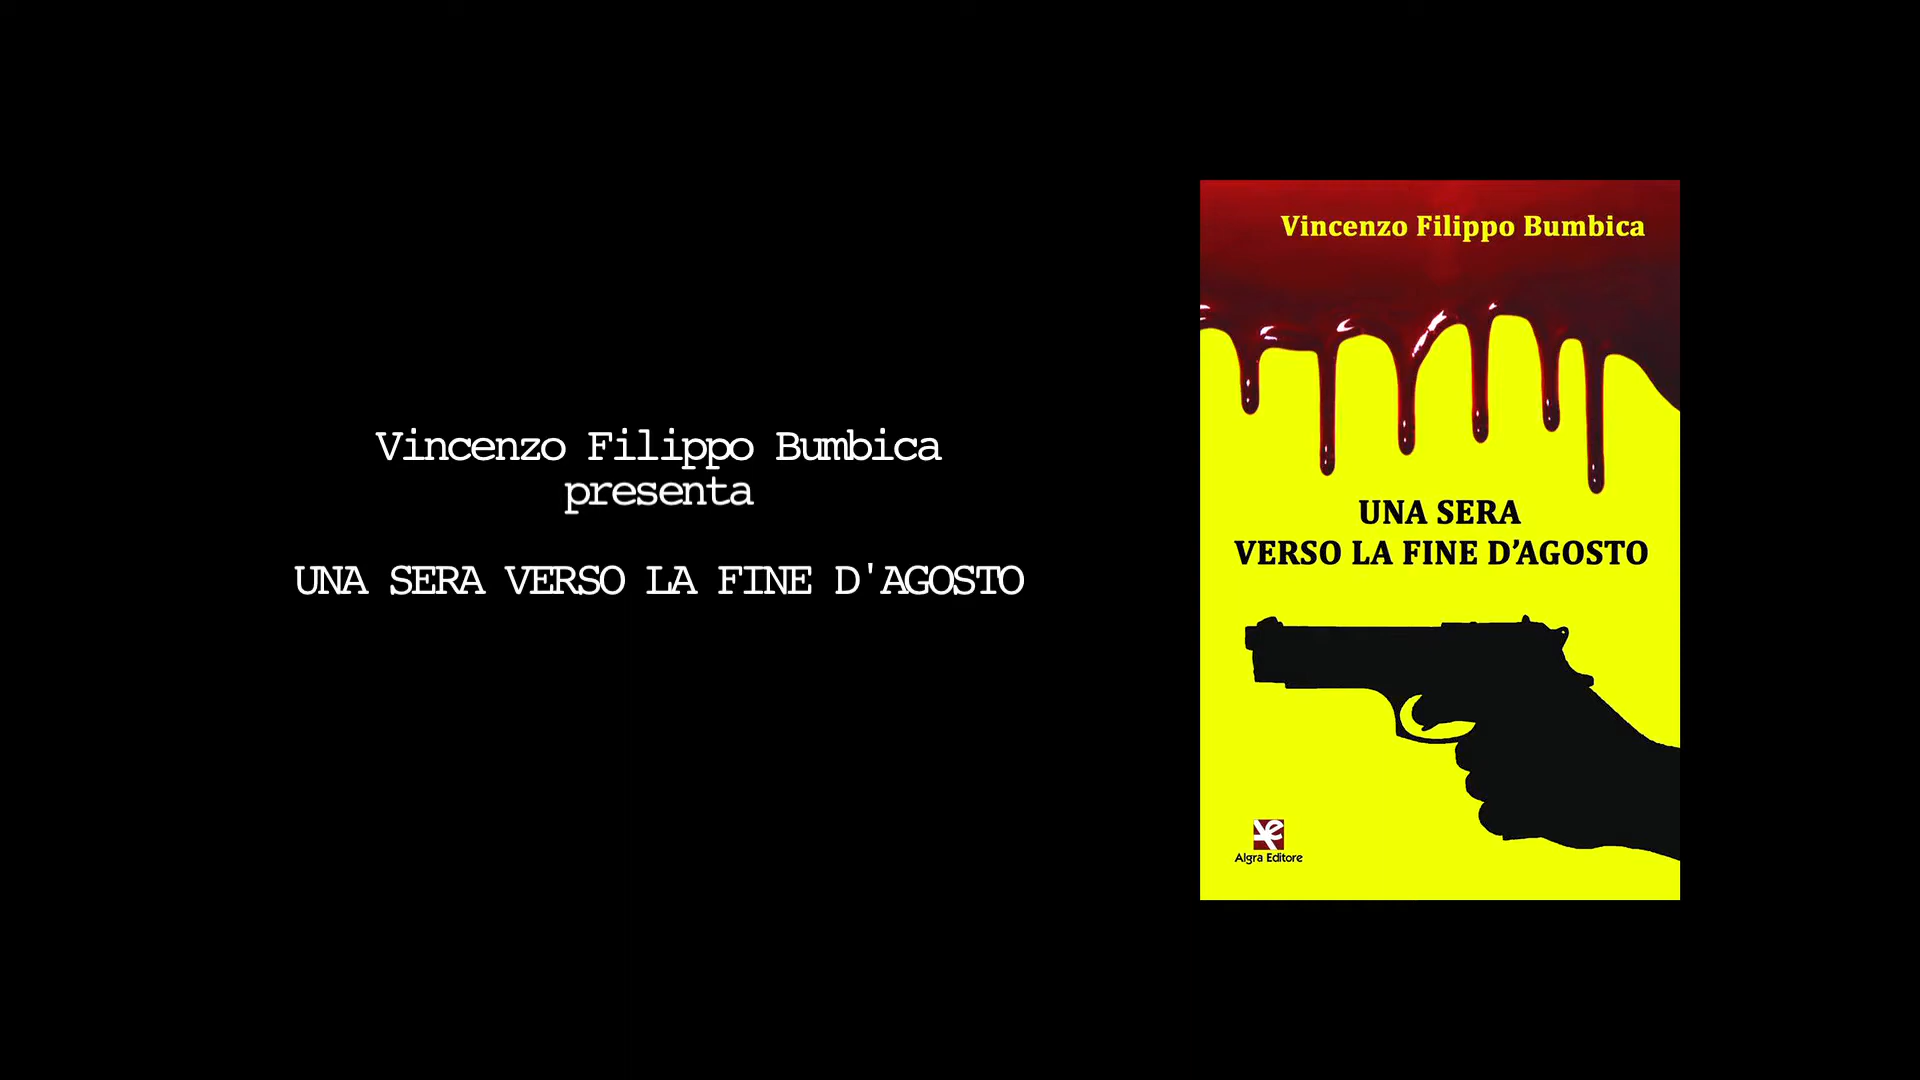 Vincenzo Filippo Bumbica
presenta
UNA SERA VERSO LA FINE D'AGOSTO
Vincenzo Filippo Bumbica
UNA SERA
VERSO LA FINE D’AGOSTO
Algra Editore